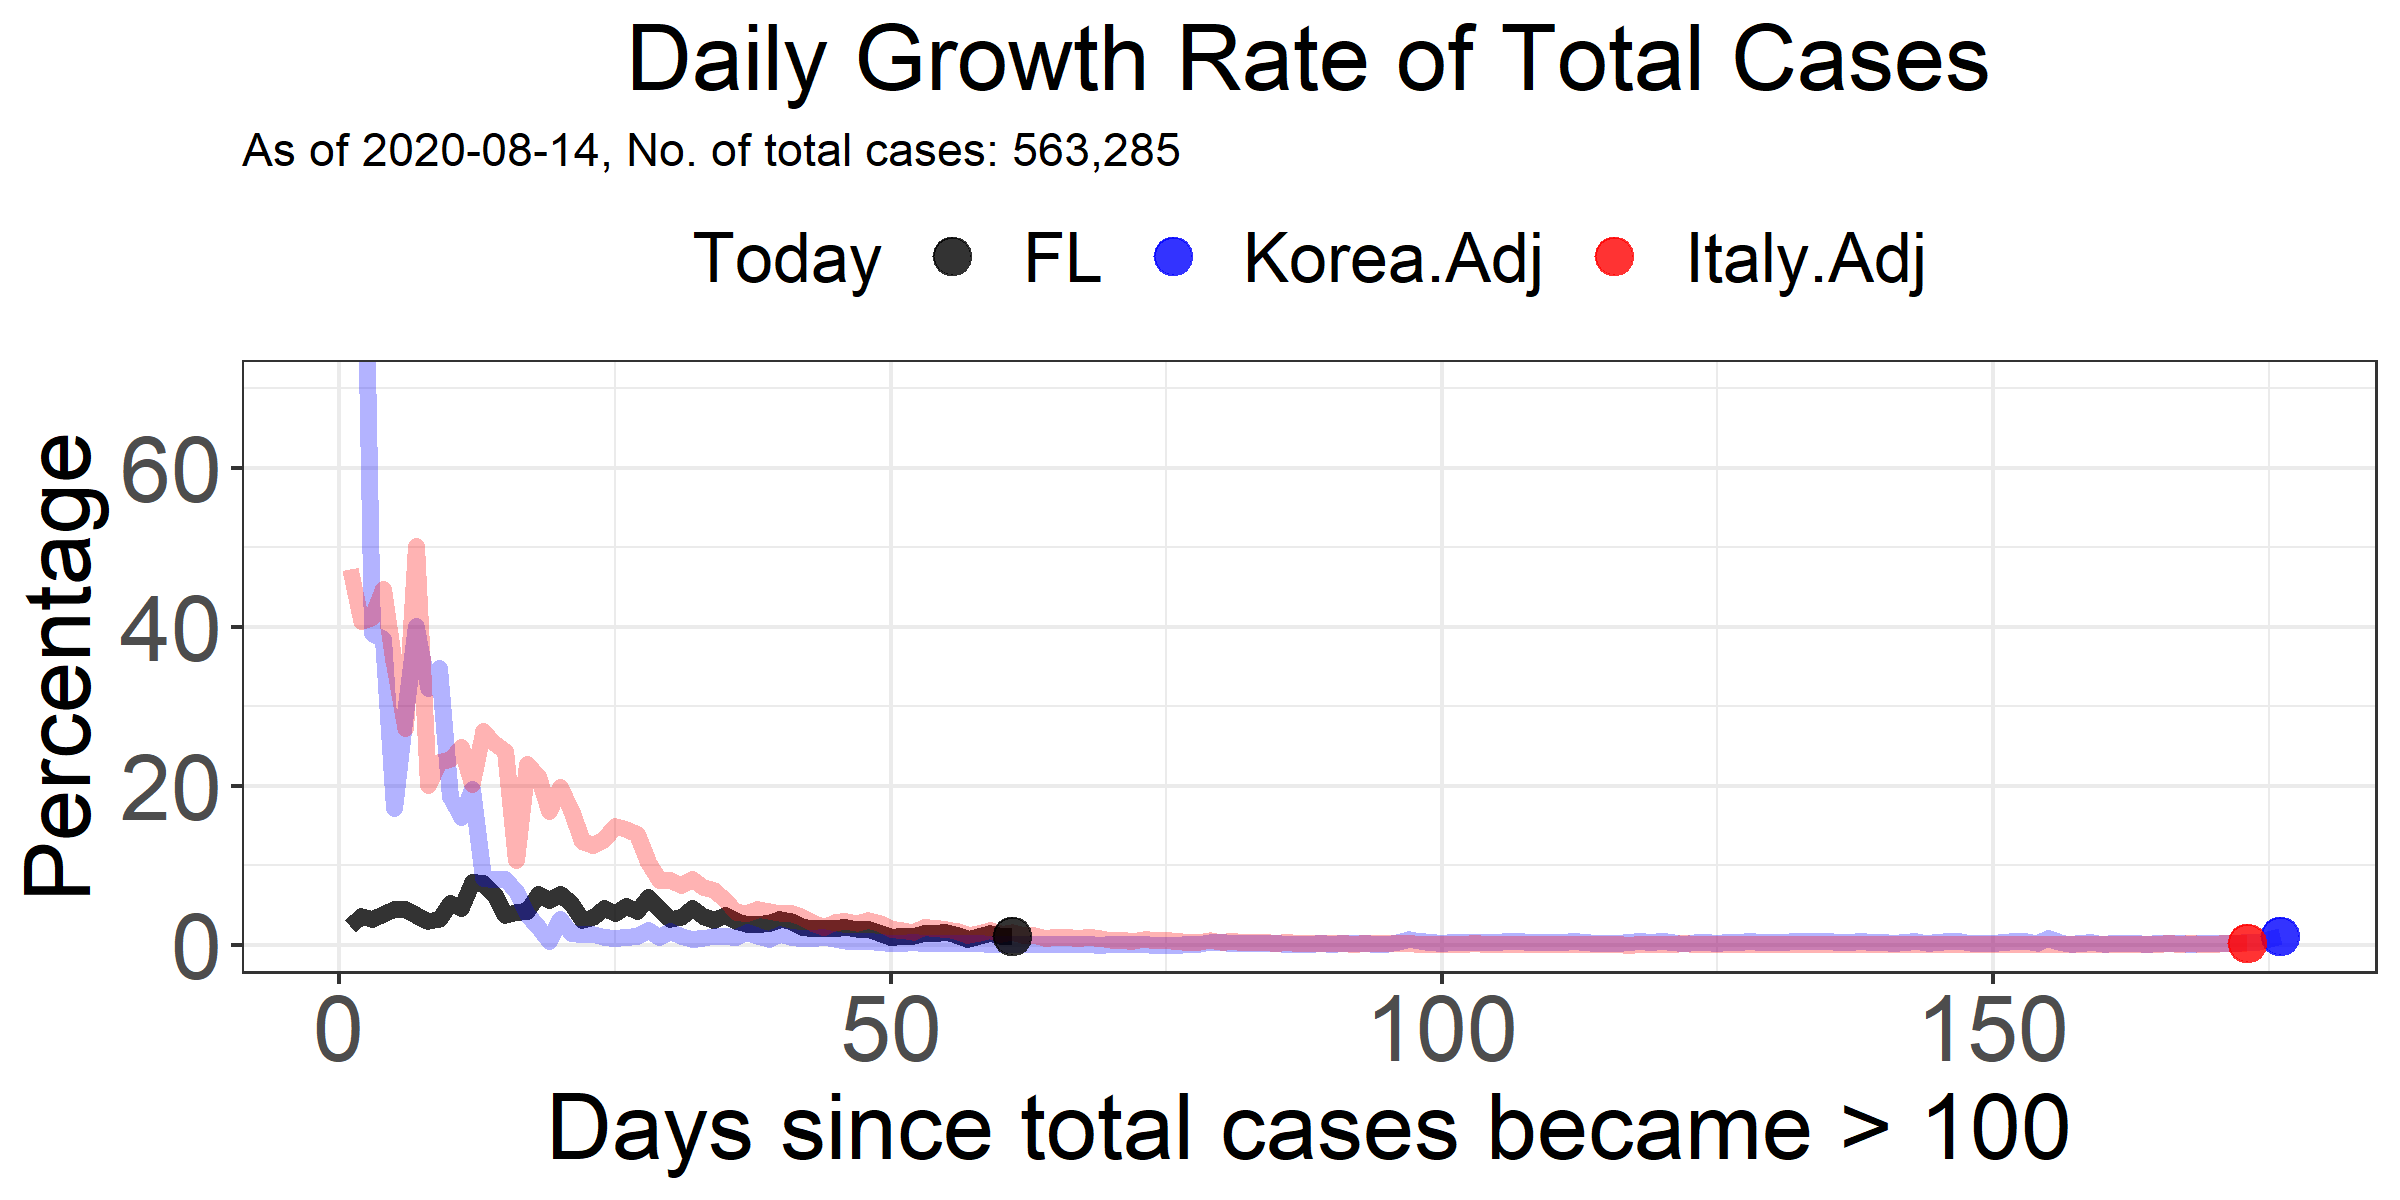 Daily Growth Rate of Total Cases
As of 2020-08-14, No. of total cases: 563,285
Today FL Korea.Adj Italy.Adj
Percentage
60
40
20
0
0 50 100 150
Days since total cases became > 100